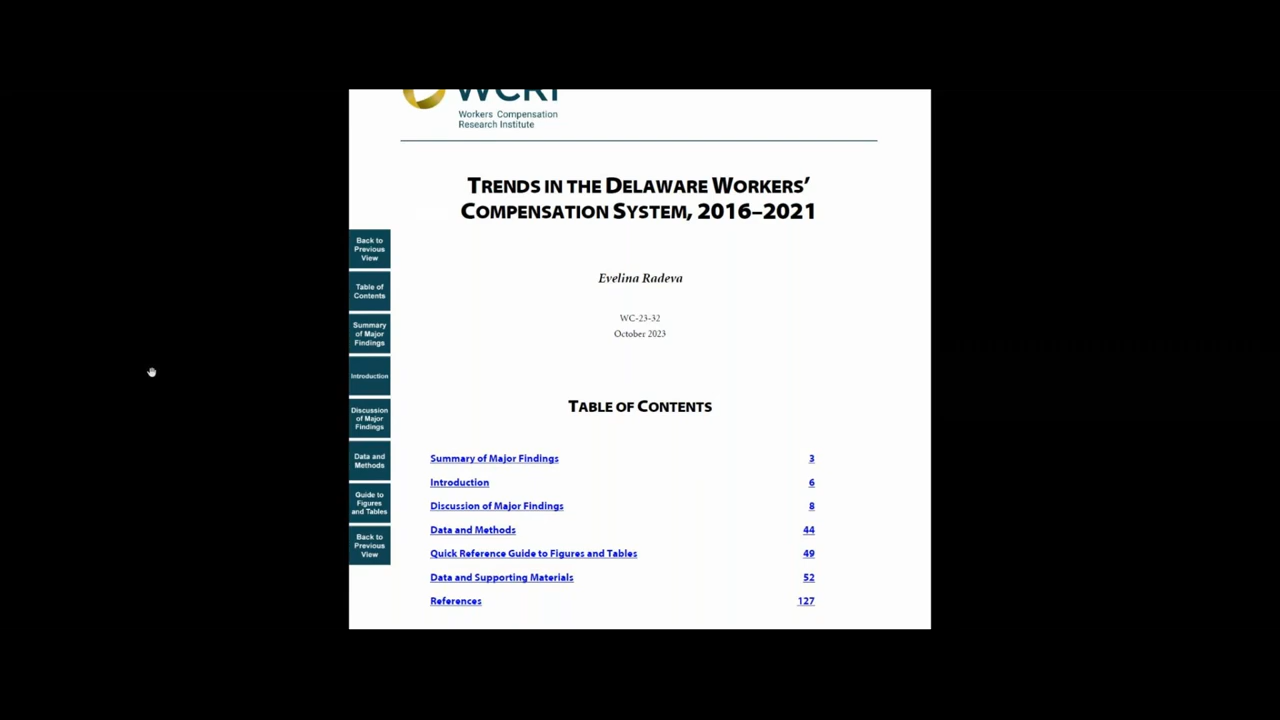 WCRI
Workers Compensation
Research Institute
TRENDS IN THE DELAWARE WORKERS'
COMPENSATION SYSTEM, 2016–2021
Back to
Previous
View
Table of
Contents
Summary
of Major
Findings
Introduction
Discussion
of Major
Findings
Data and
Methods
Guide to
Figures
and Tables
Back to
Previous
View
Evelina Radeva
WC-23-32
October 2023
TABLE OF CONTENTS
Summary of Major Findings 3
Introduction 6
Discussion of Major Findings 8
Data and Methods 44
Quick Reference Guide to Figures and Tables 49
Data and Supporting Materials 52
References 127